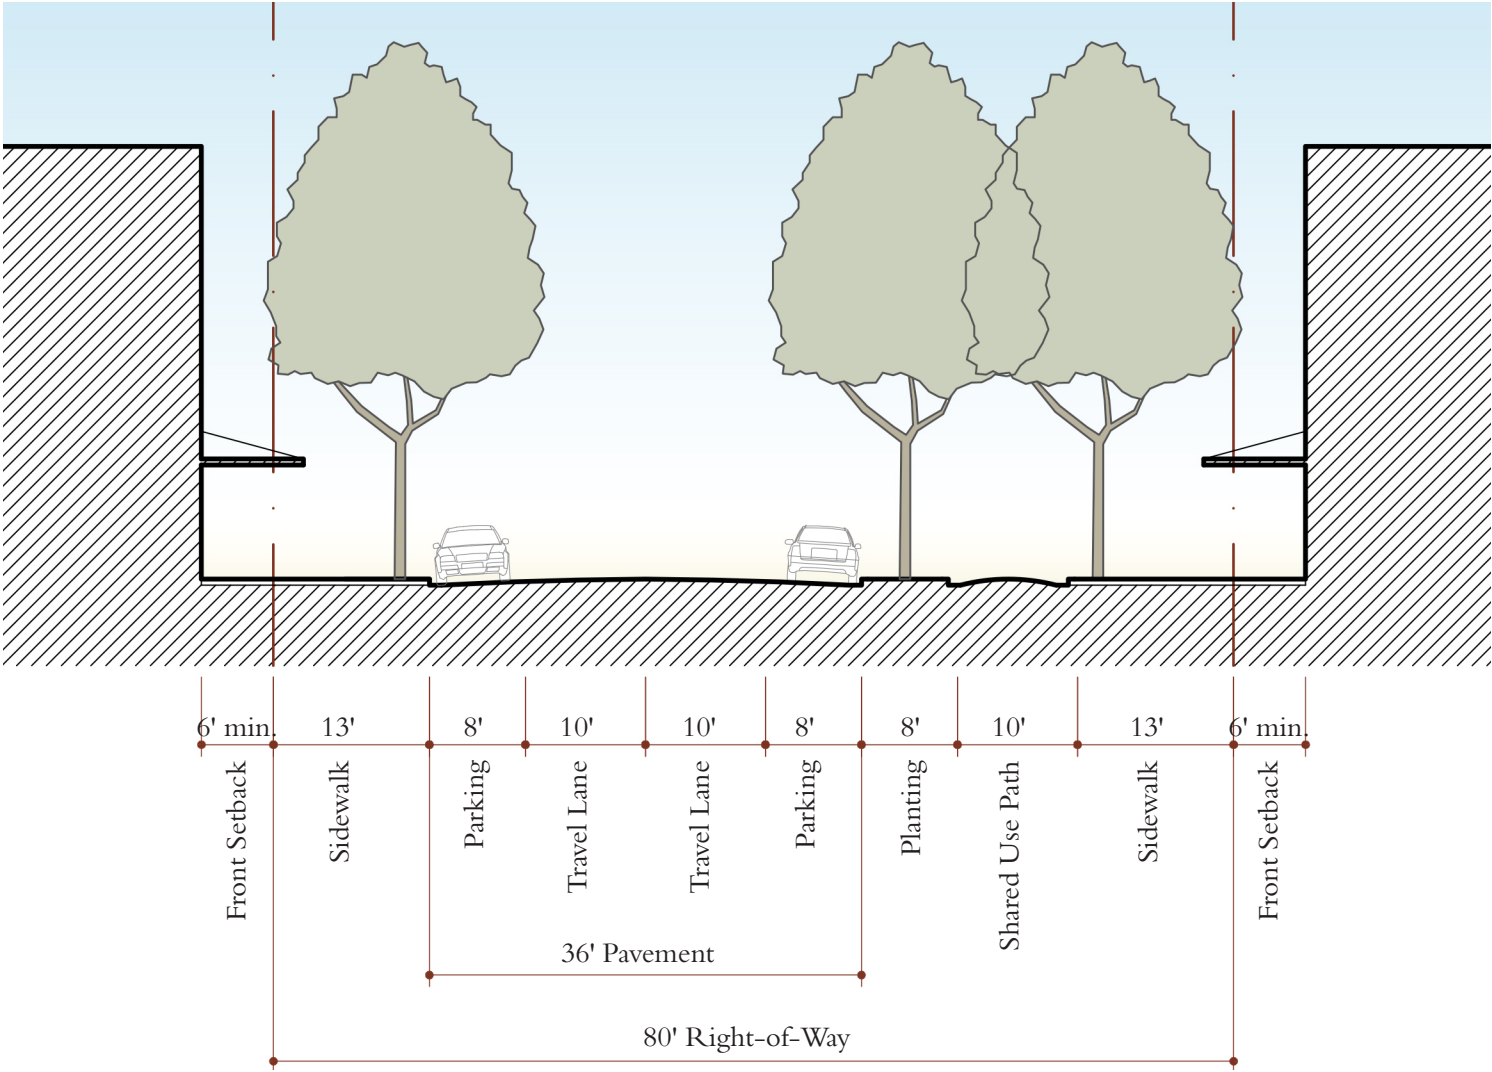 6' min.
13'
8'
10'
10'
8'
8'
10'
13'
6' min.
Front Setback
Sidewalk
Parking
Travel Lane
Travel Lane
Parking
Planting
Shared Use Path
Sidewalk
Front Setback
36' Pavement
80' Right-of-Way